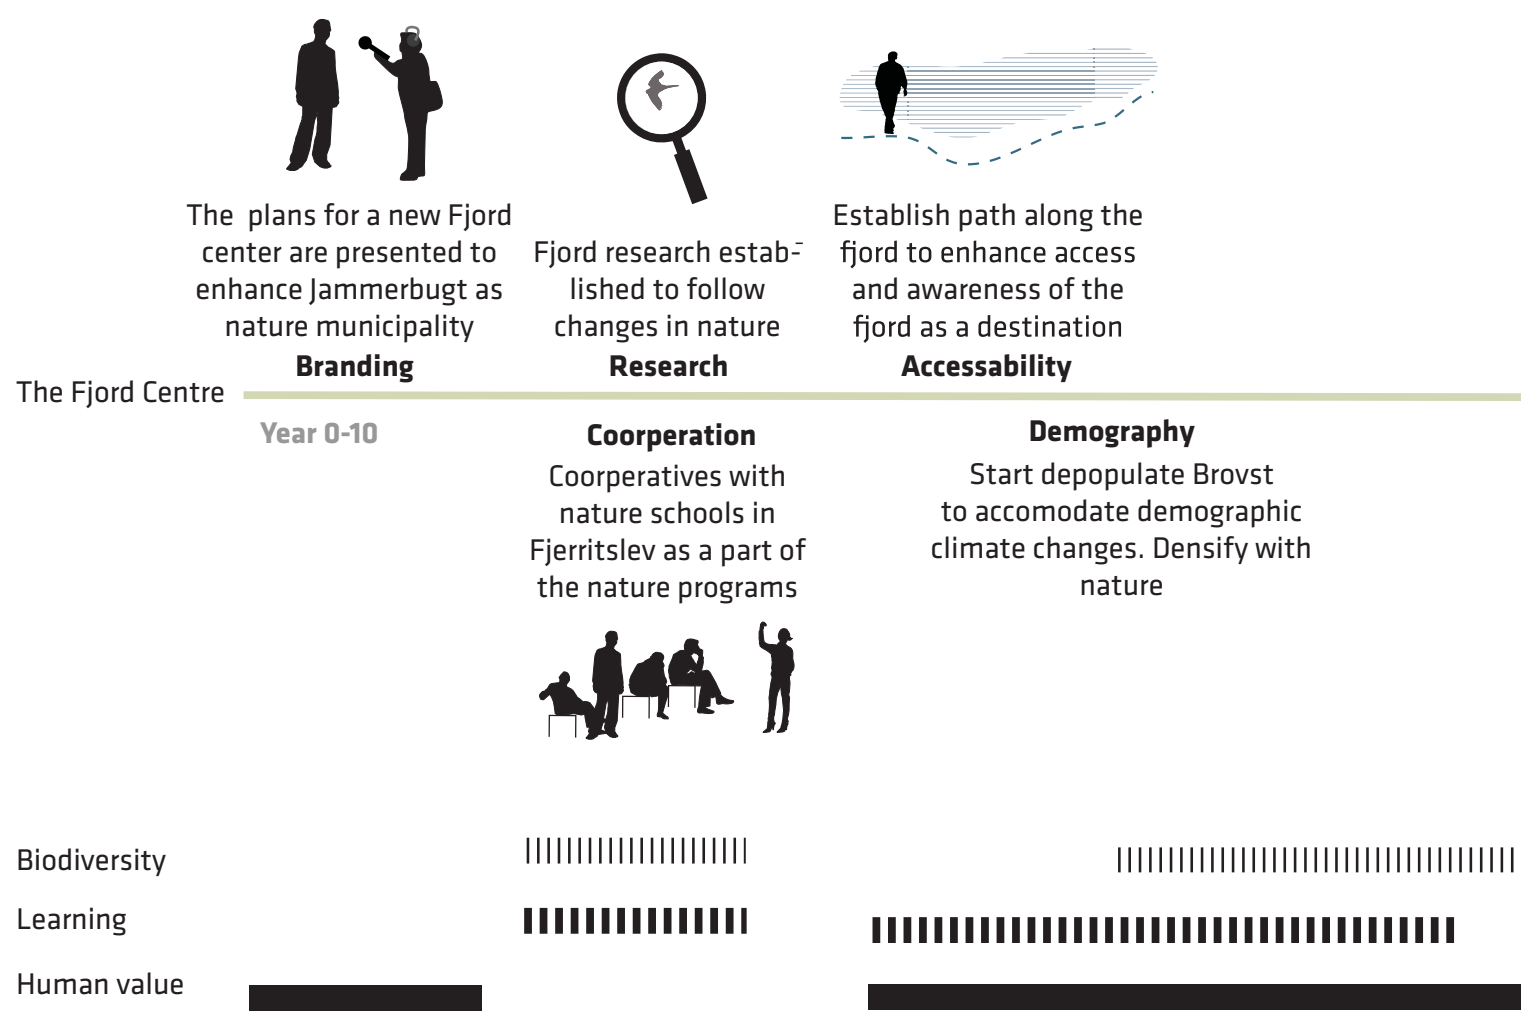 The plans for a new Fjord
center are presented to
enhance Jammerbugt as
nature municipality
Branding
Fjord research estab-
lished to follow
changes in nature
Research
Establish path along the
fjord to enhance access
and awareness of the
fjord as a destination
Accessability
The Fjord Centre
Year 0-10
Coorperation
Coorperatives with
nature schools in
Fjerritslev as a part of
the nature programs
Demography
Start depopulate Brovst
to accomodate demographic
climate changes. Densify with
nature
Biodiversity
Learning
Human value